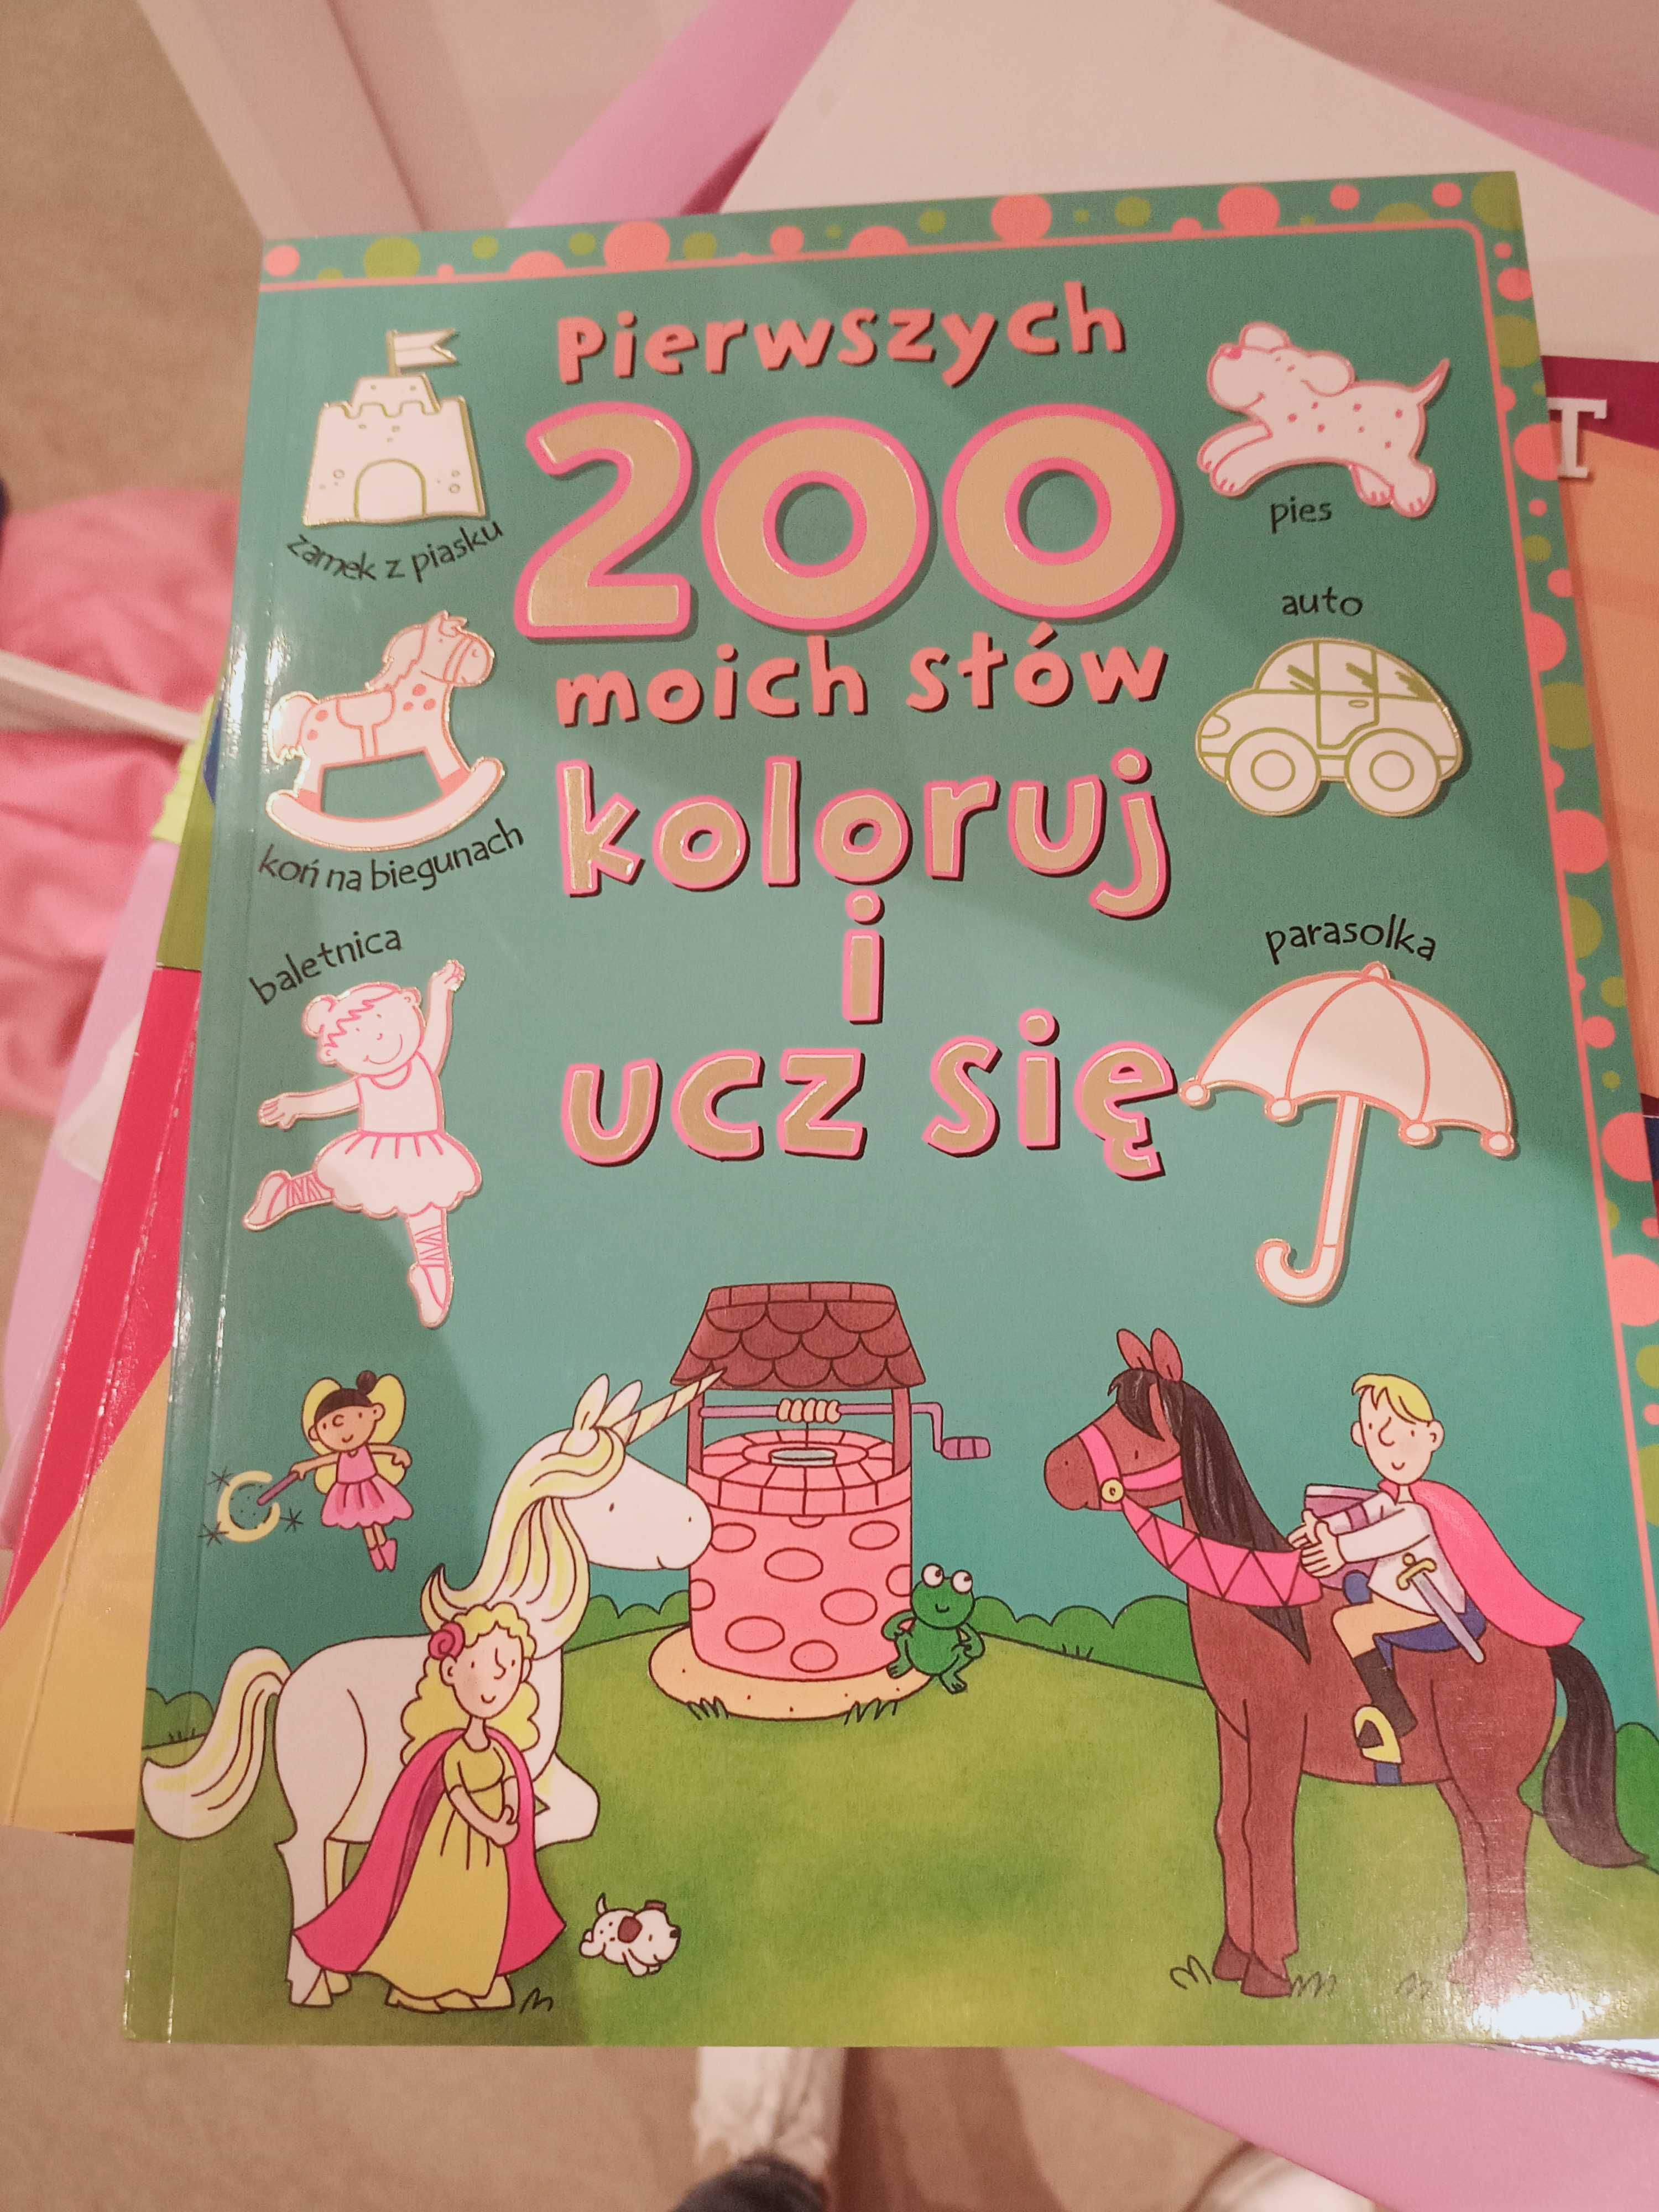 Pierwszych
200
moich słów
koloruj
i
ucz się
zamek z piasku
koń na biegunach
baletnica
pies
auto
parasolka
T